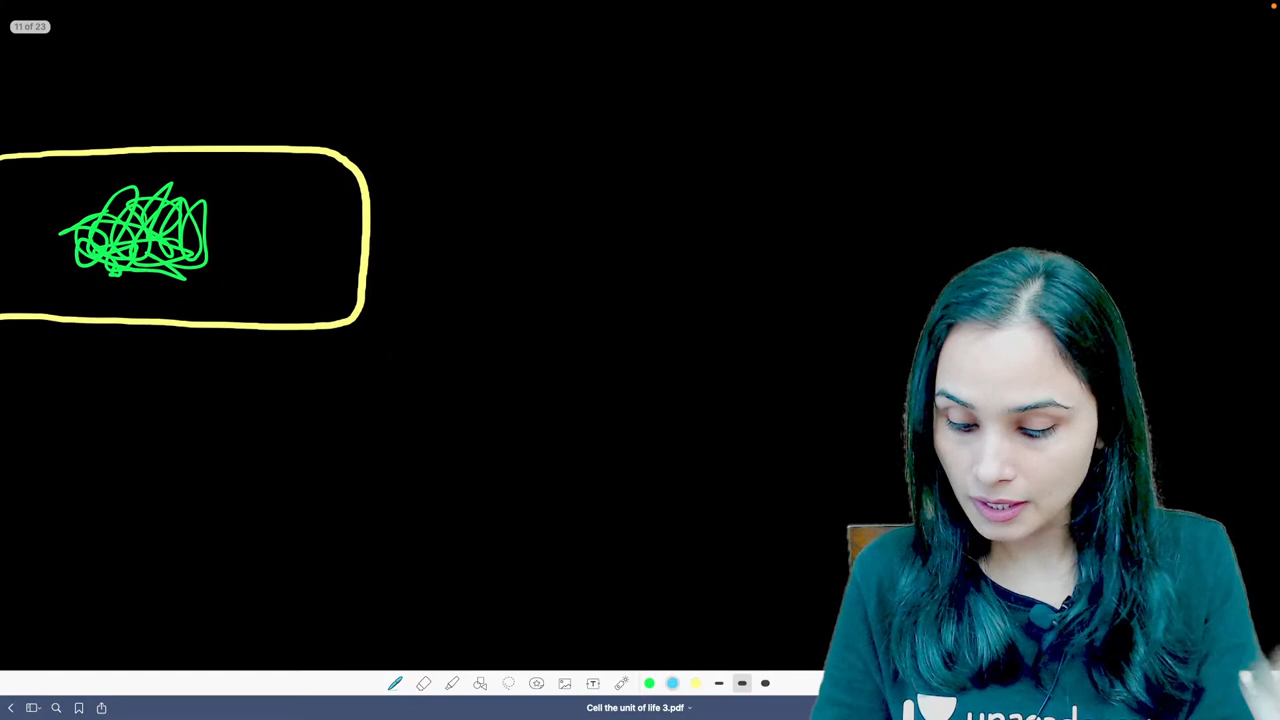 11 of 23
Cell the unit of life 3.pdf